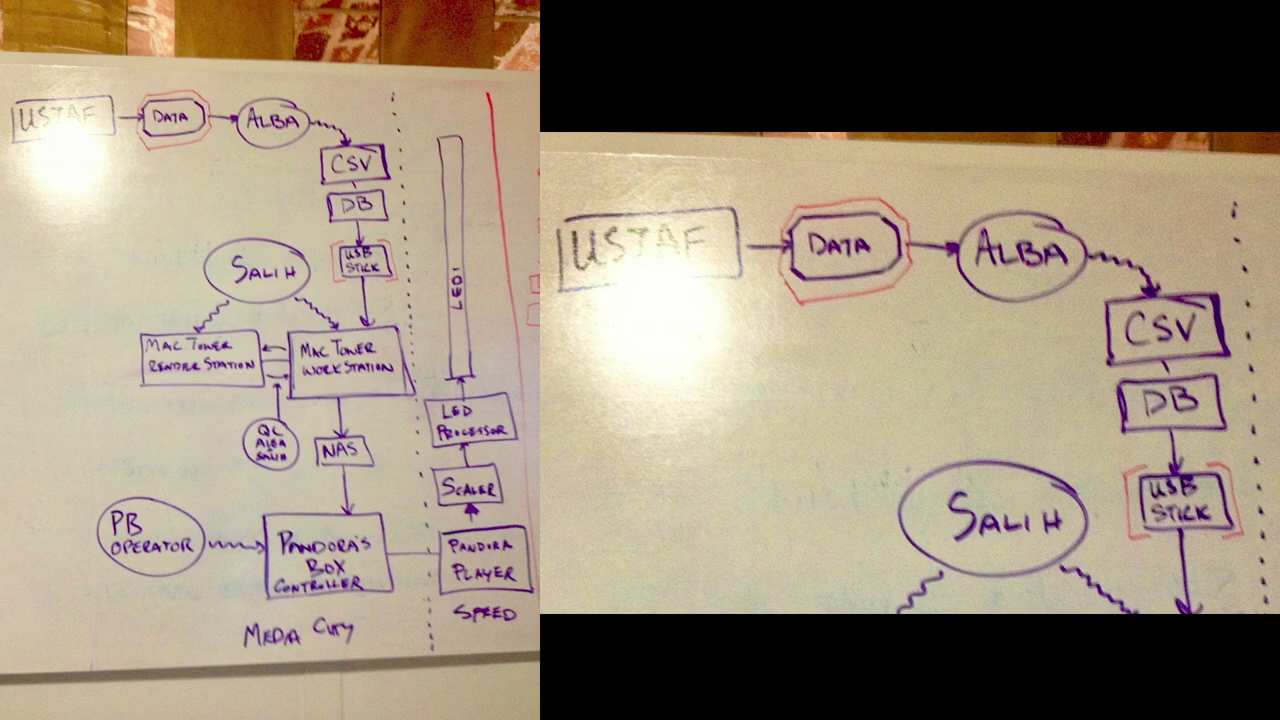 USTAF
DATA
ALBA
CSV
DB
USB
STICK
SALIH
MAC TOWER
RENDER STATION
MAC TOWER
WORKSTATION
QC
ALBA
SALIH
NAS
PB
OPERATOR
PANDORA'S
BOX
CONTROLLER
MEDIA CITY
LED!
LED
PROCESSOR
SCALER
PANDORA
PLAYER
SPEED
USTAF
DATA
ALBA
CSV
DB
USB
STICK
SALIH